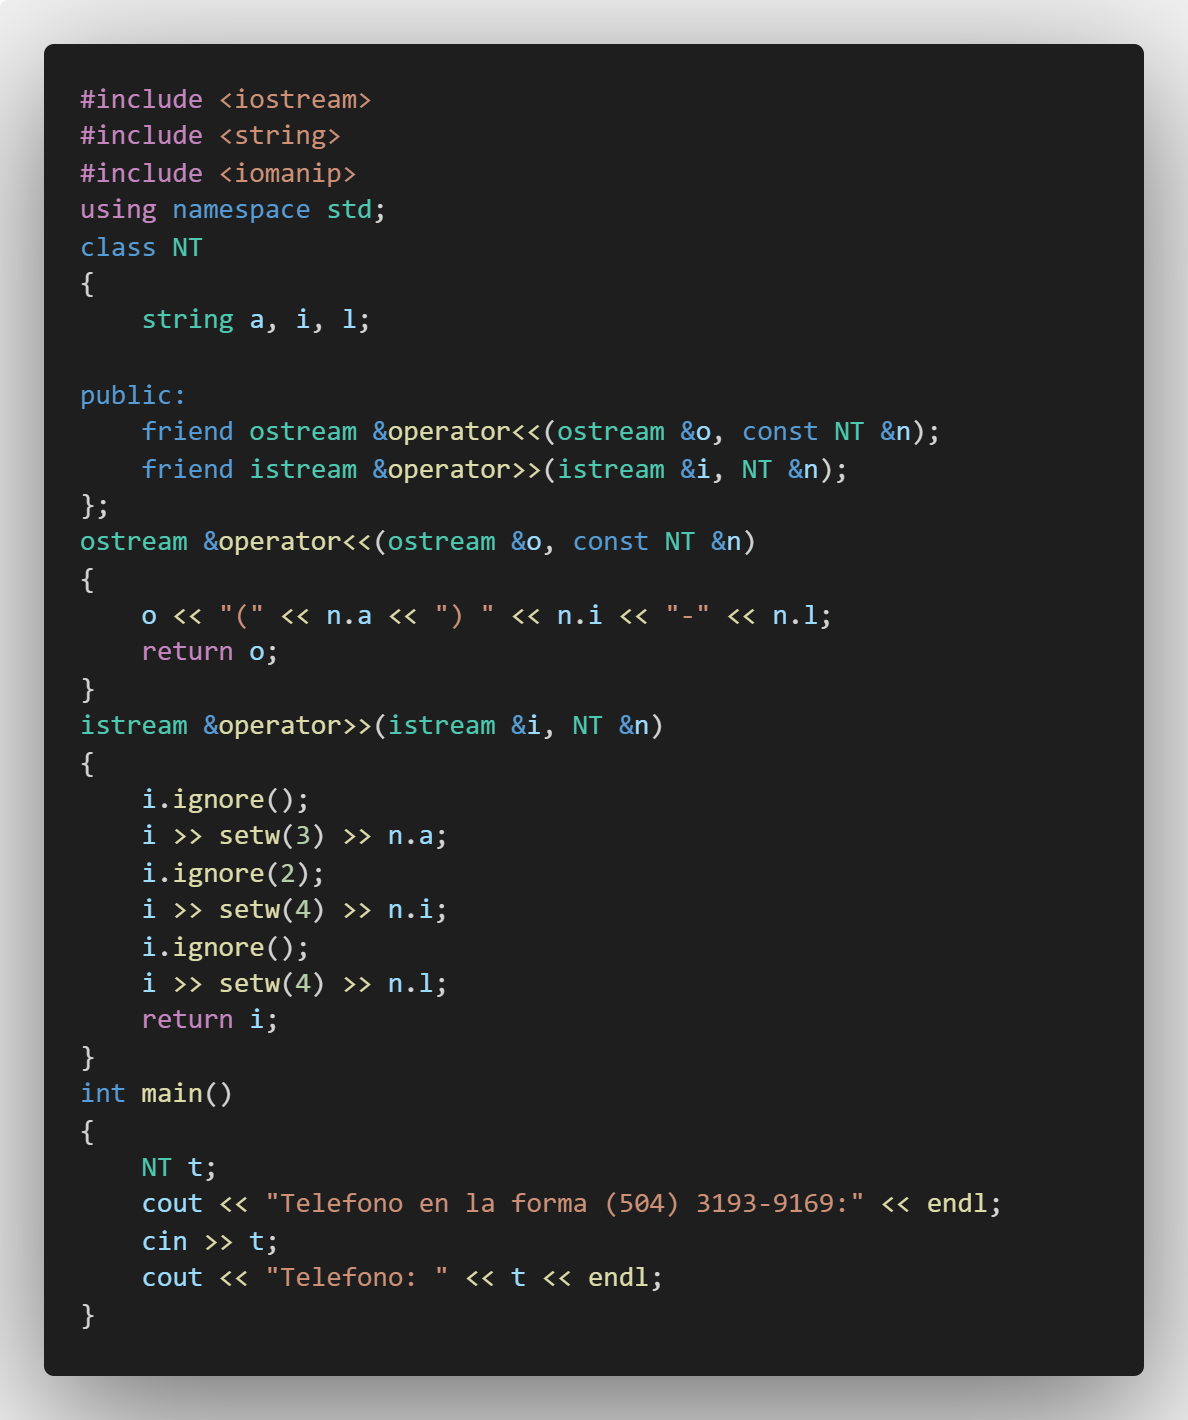 #include <iostream>
#include <string>
#include <iomanip>
using namespace std;
class NT
{
    string a, i, l;

public:
    friend ostream &operator<<(ostream &o, const NT &n);
    friend istream &operator>>(istream &i, NT &n);
};
ostream &operator<<(ostream &o, const NT &n)
{
    o << "(" << n.a << ") " << n.i << "-" << n.l;
    return o;
}
istream &operator>>(istream &i, NT &n)
{
    i.ignore();
    i >> setw(3) >> n.a;
    i.ignore(2);
    i >> setw(4) >> n.i;
    i.ignore();
    i >> setw(4) >> n.l;
    return i;
}
int main()
{
    NT t;
    cout << "Telefono en la forma (504) 3193-9169:" << endl;
    cin >> t;
    cout << "Telefono: " << t << endl;
}